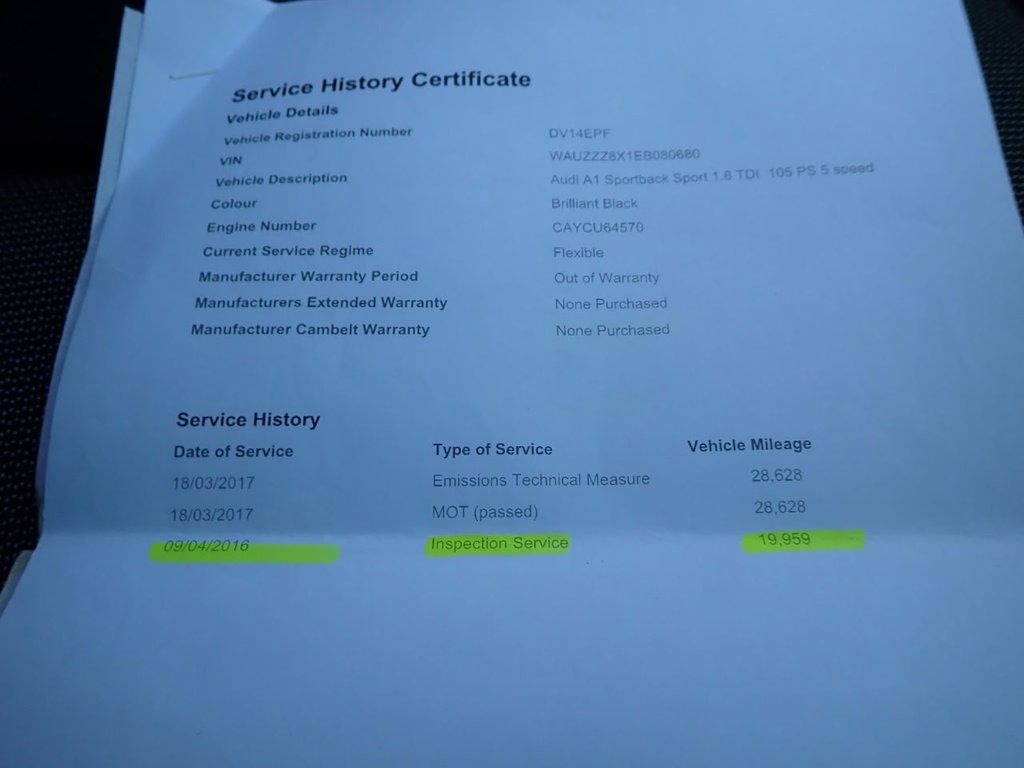 Service History Certificate
Vehicle Details
Vehicle Registration Number DV14EPF
VIN WAUZZZ8X1EB080680
Vehicle Description Audi A1 Sportback Sport 1.6 TDI 105 PS 5 speed
Colour Brilliant Black
Engine Number CAYCU64570
Current Service Regime Flexible
Manufacturer Warranty Period Out of Warranty
Manufacturers Extended Warranty None Purchased
Manufacturer Cambelt Warranty None Purchased
Service History
Date of Service Type of Service Vehicle Mileage
18/03/2017 Emissions Technical Measure 28,628
18/03/2017 MOT (passed) 28,628
09/04/2016 Inspection Service 19,959